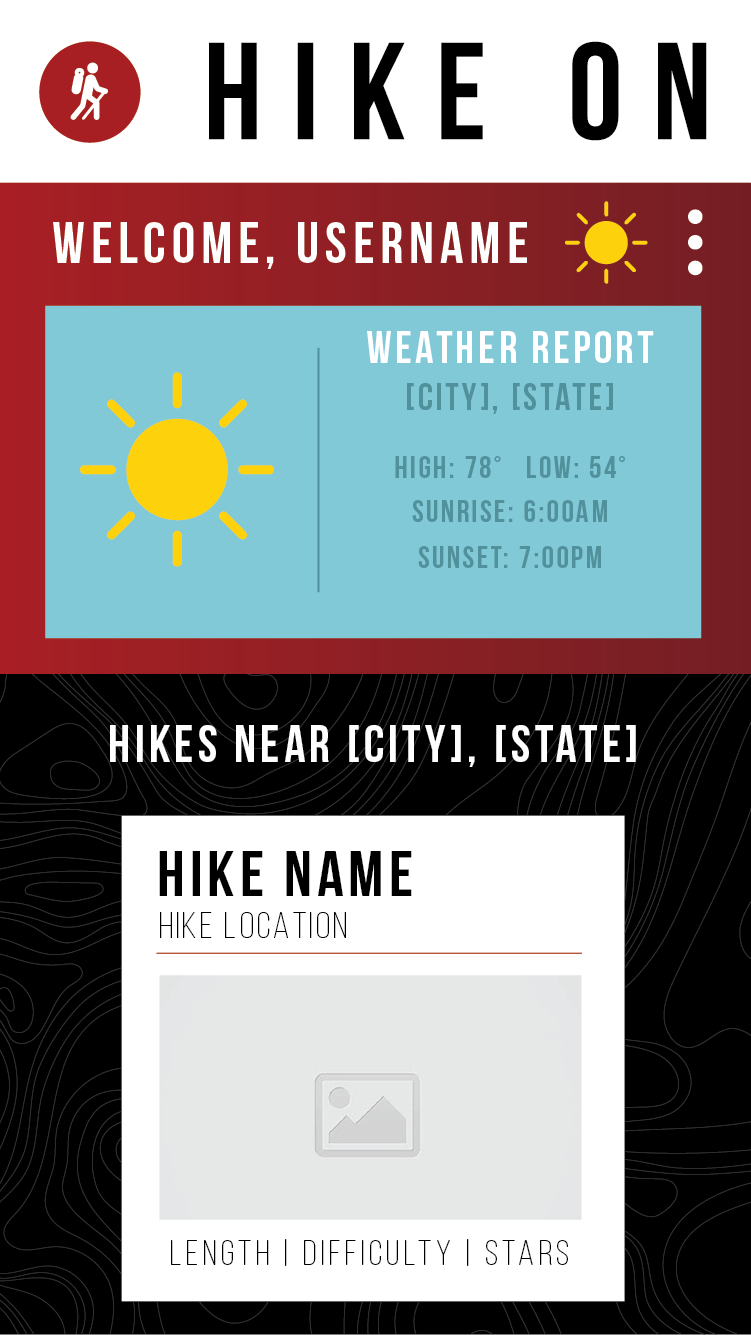 HIKE ON
WELCOME, USERNAME
WEATHER REPORT
[CITY], [STATE]
HIGH: 78° LOW: 54°
SUNRISE: 6:00AM
SUNSET: 7:00PM
HIKES NEAR [CITY], [STATE]
HIKE NAME
HIKE LOCATION
LENGTH | DIFFICULTY | STARS